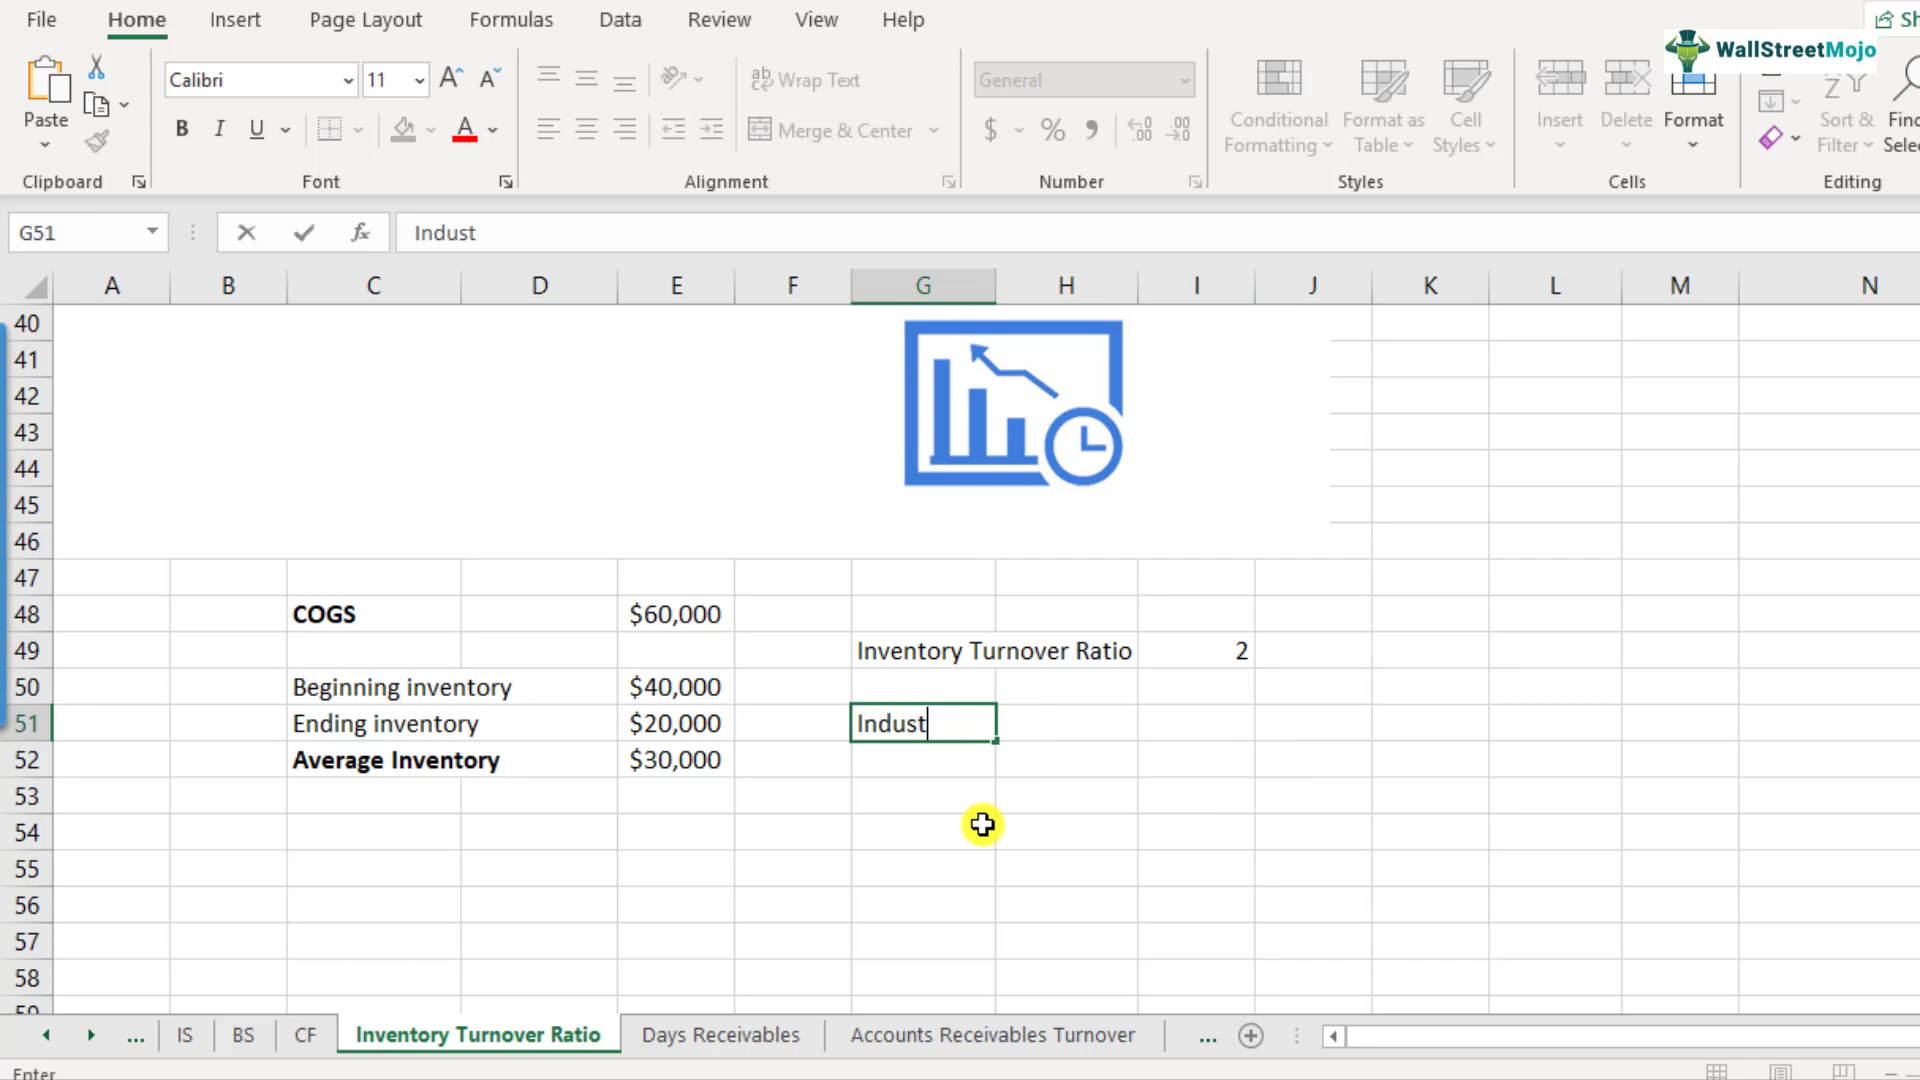 File Home Insert Page Layout Formulas Data Review View Help
WallStreetMojo
Paste
Calibri 11
B I U
Wrap Text
Merge & Center
General
$ %
Conditional Formatting
Format as Table
Cell Styles
Insert Delete Format
Sort & Filter
Clipboard Font Alignment Number Styles Cells Editing
G51 fx Indust
A B C D E F G H I J K L M N
40
41
42
43
44
45
46
47
48 COGS $60,000
49 Inventory Turnover Ratio 2
50 Beginning inventory $40,000
51 Ending inventory $20,000 Indust
52 Average Inventory $30,000
53
54
55
56
57
58
... IS BS CF Inventory Turnover Ratio Days Receivables Accounts Receivables Turnover ...
Enter